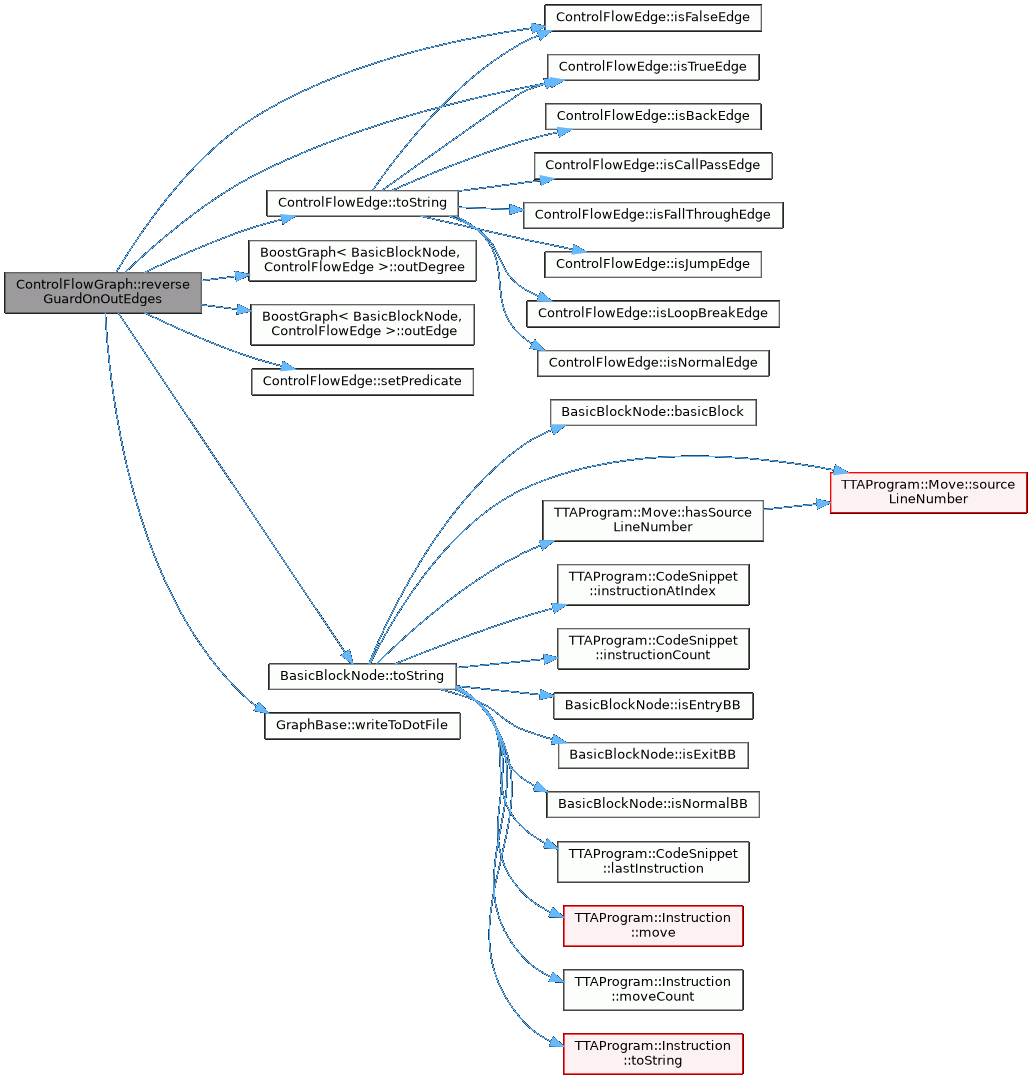 ControlFlowGraph::reverse
GuardOnOutEdges
ControlFlowEdge::isFalseEdge
ControlFlowEdge::isTrueEdge
ControlFlowEdge::isBackEdge
ControlFlowEdge::isCallPassEdge
ControlFlowEdge::toString
ControlFlowEdge::isFallThroughEdge
BoostGraph< BasicBlockNode,
ControlFlowEdge >::outDegree
ControlFlowEdge::isJumpEdge
BoostGraph< BasicBlockNode,
ControlFlowEdge >::outEdge
ControlFlowEdge::isLoopBreakEdge
ControlFlowEdge::isNormalEdge
ControlFlowEdge::setPredicate
BasicBlockNode::basicBlock
TTAProgram::Move::source
LineNumber
TTAProgram::Move::hasSource
LineNumber
TTAProgram::CodeSnippet
::instructionAtIndex
TTAProgram::CodeSnippet
::instructionCount
BasicBlockNode::toString
BasicBlockNode::isEntryBB
GraphBase::writeToDotFile
BasicBlockNode::isExitBB
BasicBlockNode::isNormalBB
TTAProgram::CodeSnippet
::lastInstruction
TTAProgram::Instruction
::move
TTAProgram::Instruction
::moveCount
TTAProgram::Instruction
::toString